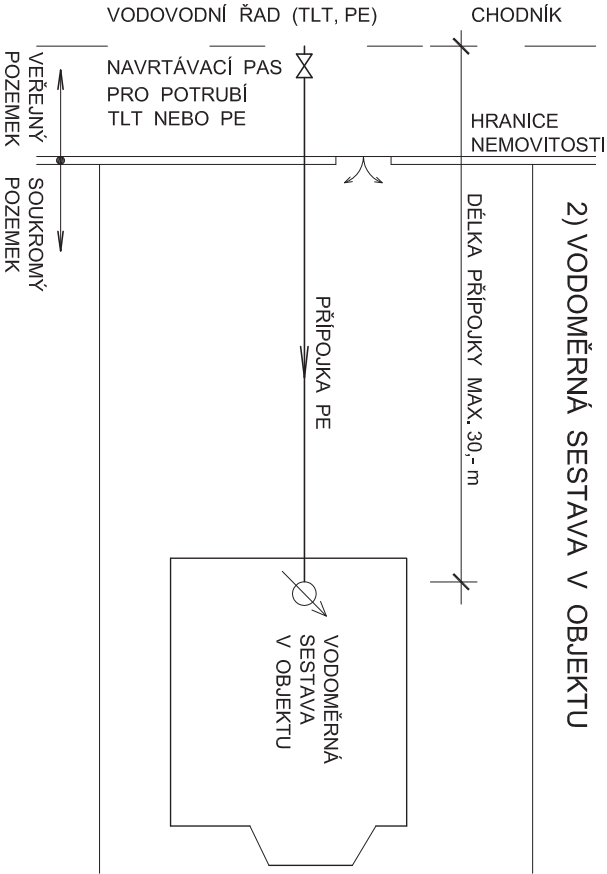 VODOVODNÍ ŘAD (TLT, PE)
CHODNÍK
NAVRTÁVACÍ PAS
PRO POTRUBÍ
TLT NEBO PE
HRANICE
NEMOVITOSTI
VEŘEJNÝ
POZEMEK
SOUKROMÝ
POZEMEK
PŘÍPOJKA PE
DÉLKA PŘÍPOJKY MAX. 30,- m
2) VODOMĚRNÁ SESTAVA V OBJEKTU
VODOMĚRNÁ
SESTAVA
V OBJEKTU